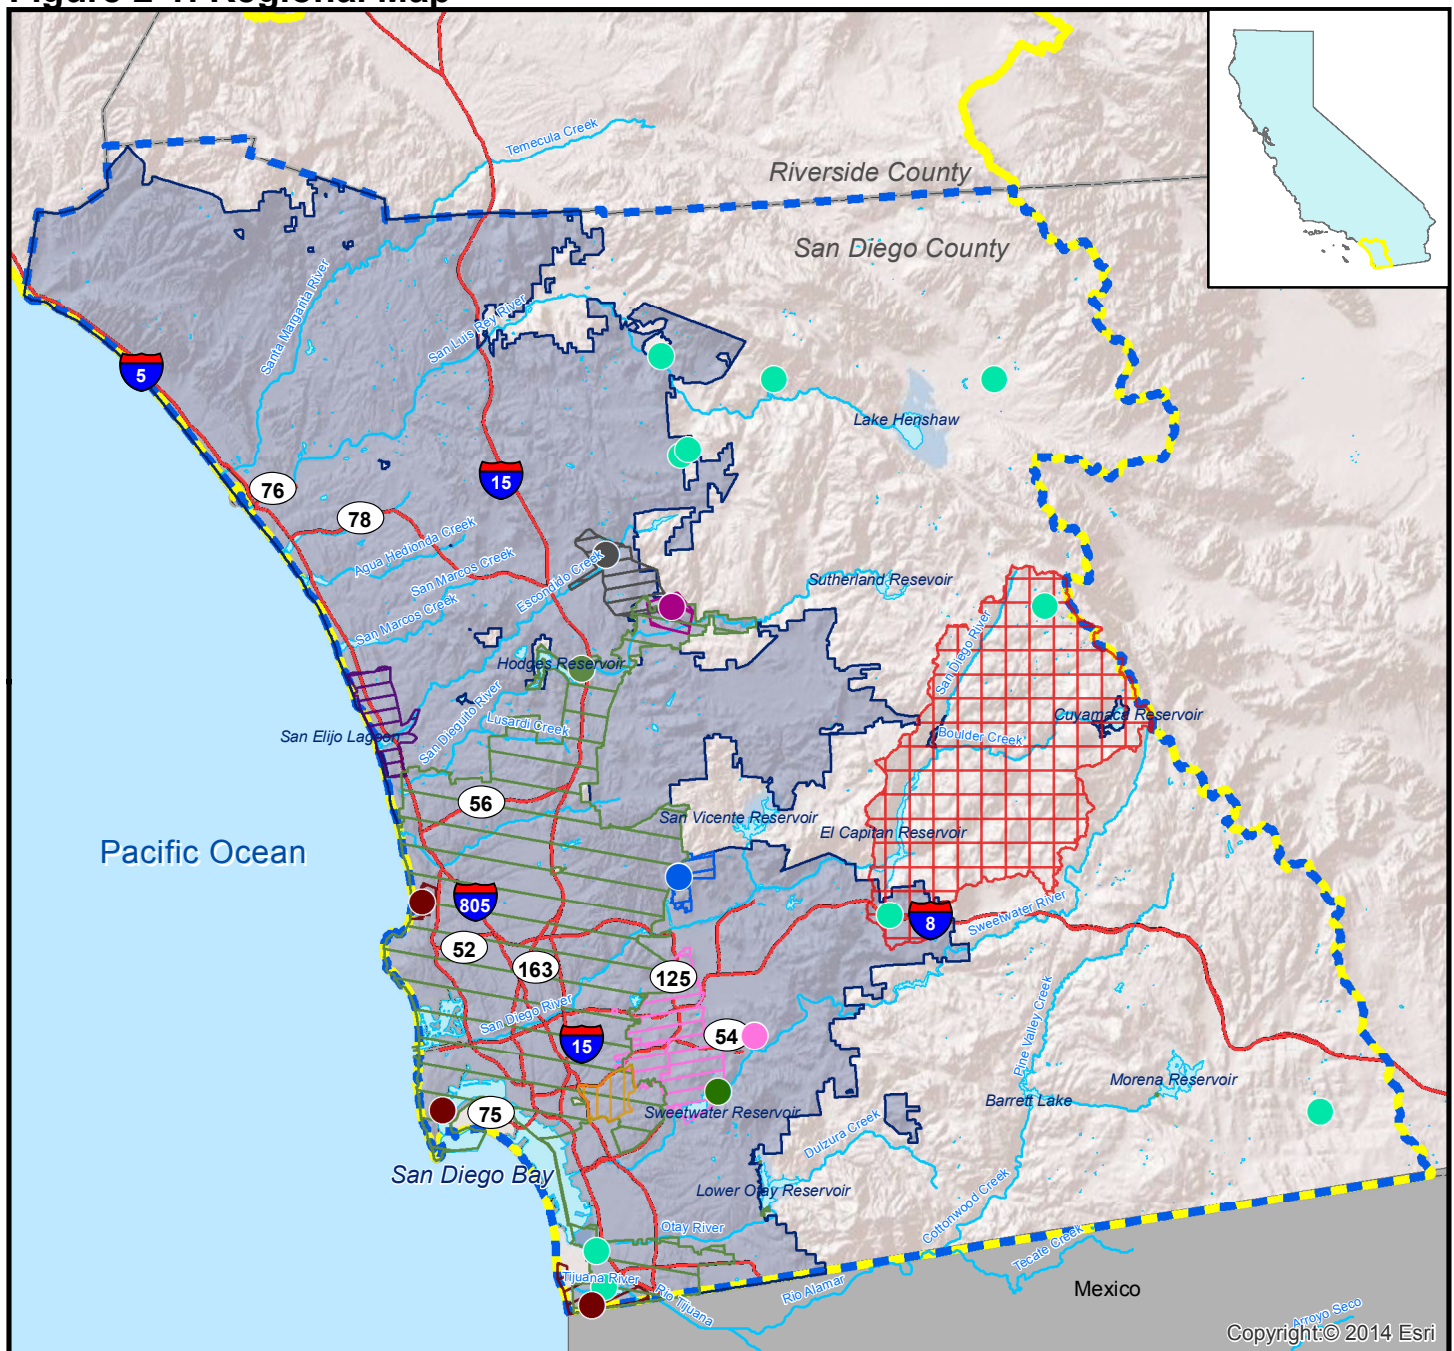 Figure 2-1: Regional Map
Temecula Creek
Riverside County
San Diego County
Santa Margarita River
San Luis Rey River
5
Lake Henshaw
15
76
78
Agua Hedionda Creek
San Marcos Creek
Escondido Creek
San Marcos Creek
Sutherland Resevoir
San Diego River
Hodges Reservoir
San Dieguito River
Lusardi Creek
San Elijo Lagoon
Cuyamaca Reservoir
Boulder Creek
56
San Vicente Reservoir
El Capitan Reservoir
Pacific Ocean
805
8
Sweetwater River
52
163
125
San Diego River
15
54
Pine Valley Creek
Morena Reservoir
Barrett Lake
75
Sweetwater Reservoir
Dulzura Creek
San Diego Bay
Lower Otay Reservoir
Cottonwood Creek
Otay River
Tecate Creek
Tijuana River
Rio Tijuana
Rio Alamar
Mexico
Arroyo Seco
Copyright:© 2014 Esri